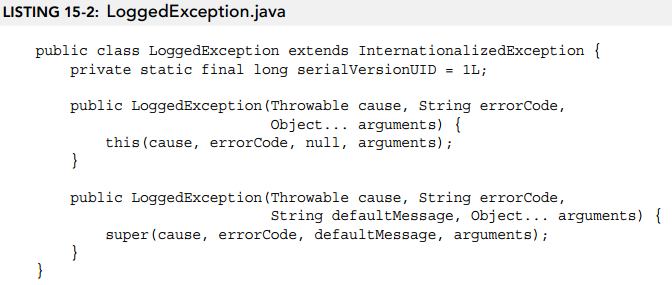 LISTING 15-2: LoggedException.java
public class LoggedException extends InternationalizedException {
    private static final long serialVersionUID = 1L;

    public LoggedException(Throwable cause, String errorCode,
                           Object... arguments) {
        this(cause, errorCode, null, arguments);
    }

    public LoggedException(Throwable cause, String errorCode,
                           String defaultMessage, Object... arguments) {
        super(cause, errorCode, defaultMessage, arguments);
    }
}